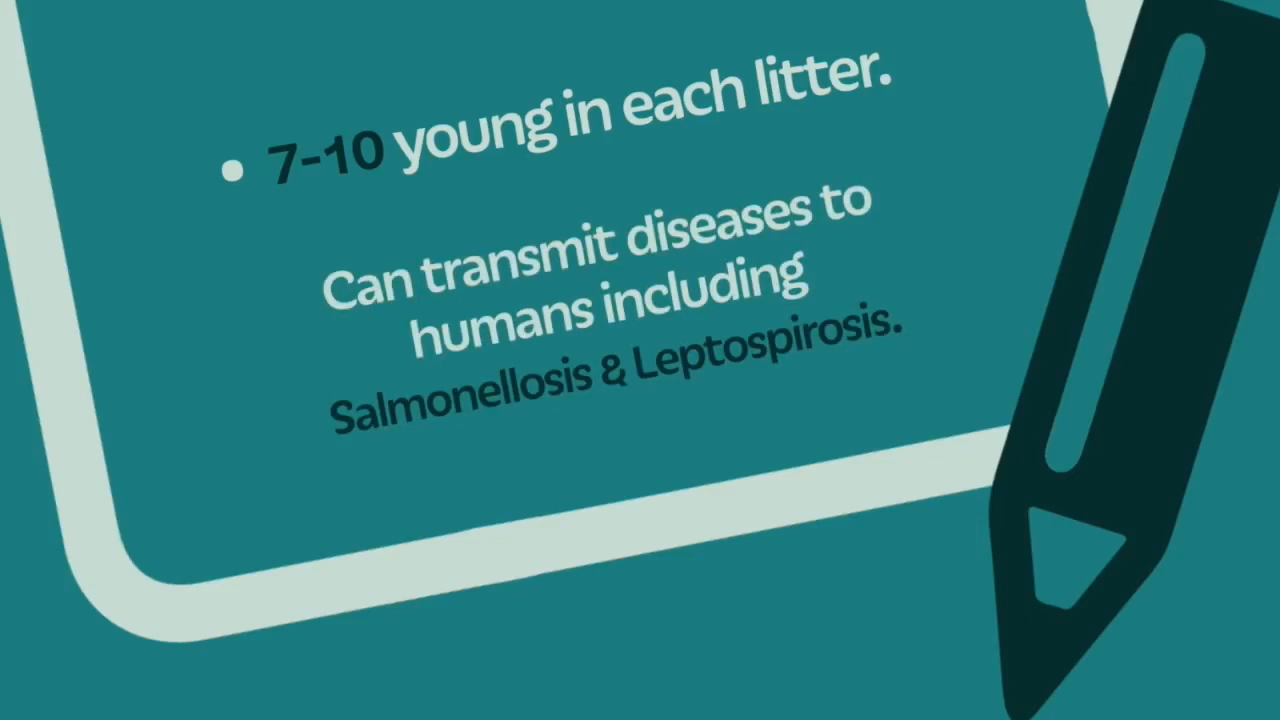 • 7-10 young in each litter.
Can transmit diseases to
humans including
Salmonellosis & Leptospirosis.